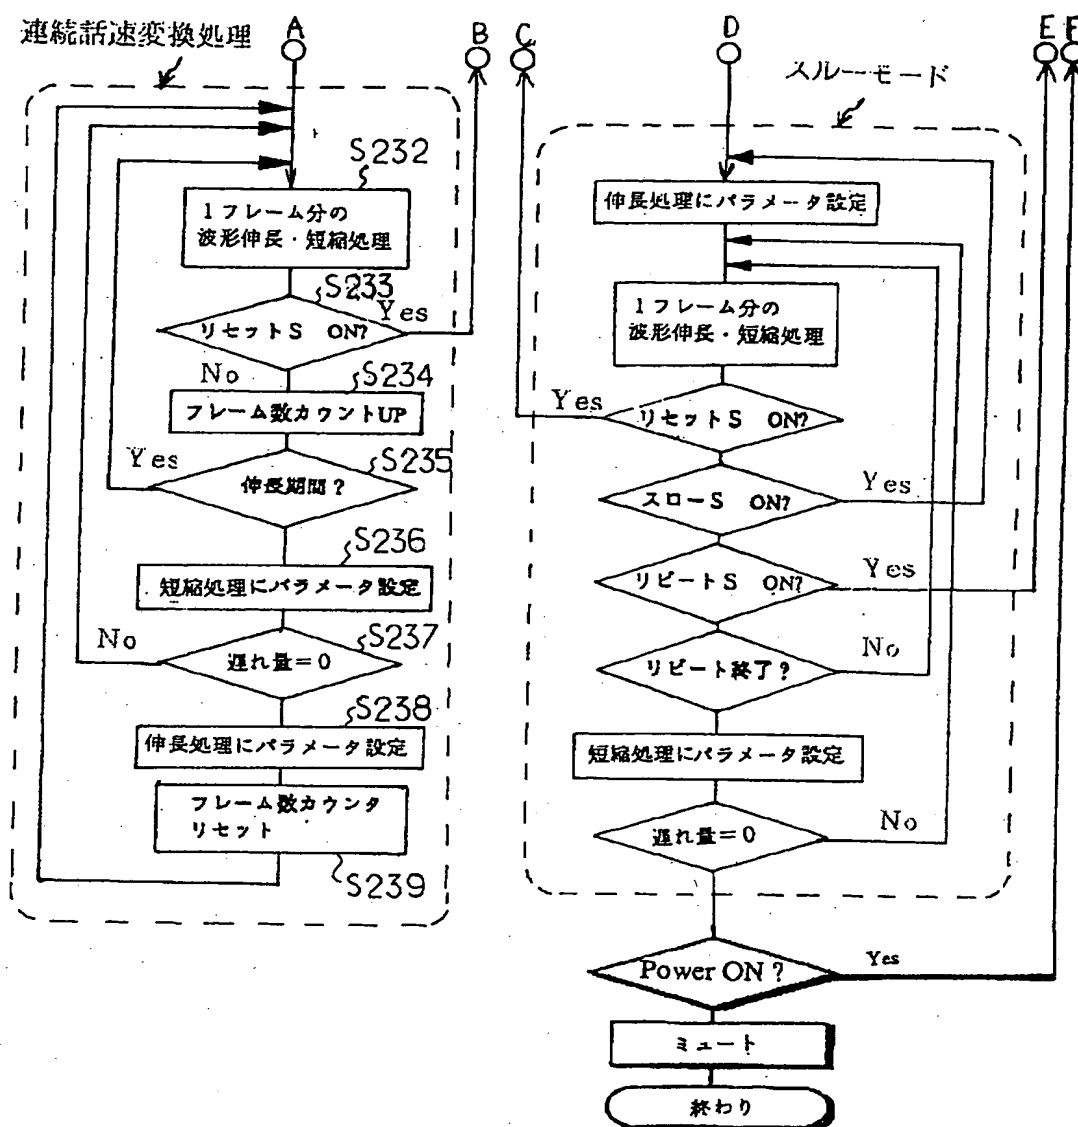 連続話速変換処理
A
B
C
D
E
F
スルーモード
S232
1フレーム分の
波形伸長・短縮処理
S233
リセットS ON?
Yes
No
S234
フレーム数カウントUP
Yes
S235
伸長期間?
S236
短縮処理にパラメータ設定
No
S237
遅れ量=0
S238
伸長処理にパラメータ設定
フレーム数カウンタ
リセット
S239
伸長処理にパラメータ設定
1フレーム分の
波形伸長・短縮処理
Yes
リセットS ON?
スローS ON?
Yes
リピートS ON?
Yes
リピート終了?
No
短縮処理にパラメータ設定
遅れ量=0
No
Power ON ?
Yes
ミュート
終わり